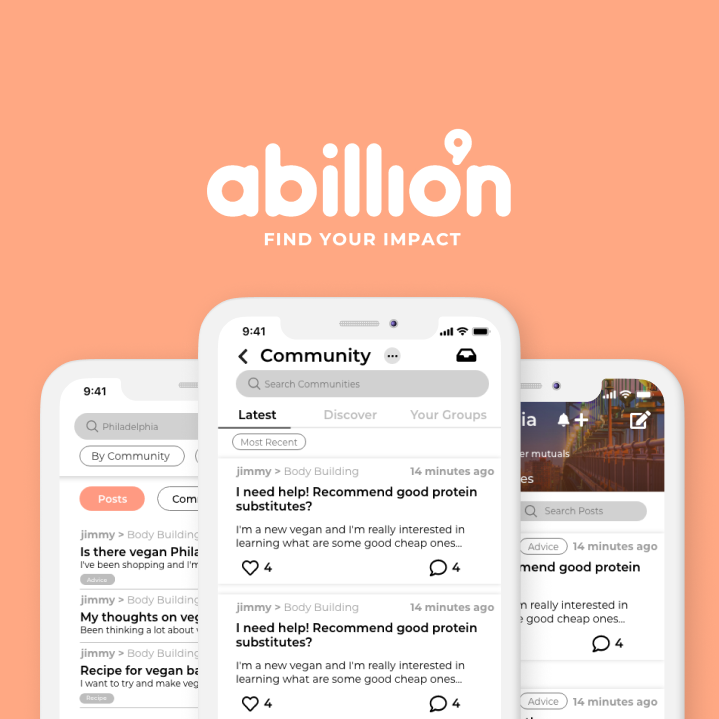 abillion
FIND YOUR IMPACT
9:41
Community
Search Communities
Latest
Discover
Your Groups
Most Recent
jimmy > Body Building
14 minutes ago
I need help! Recommend good protein
substitutes?
I'm a new vegan and I'm really interested in
learning what are some good cheap ones...
4
4
jimmy > Body Building
14 minutes ago
I need help! Recommend good protein
substitutes?
I'm a new vegan and I'm really interested in
learning what are some good cheap ones...
4
4
9:41
Philadelphia
By Community
Posts
Com
jimmy > Body Building
Is there vegan Phila
I've been shopping and I'm
Advice
jimmy > Body Building
My thoughts on veg
Been thinking a lot about
jimmy > Body Building
Recipe for vegan ba
I want to try and make veg
Recipe
ia
er mutuals
es
Search Posts
Advice
14 minutes ago
mend good protein
m really interested in
e good cheap ones...
4
Advice
14 minutes ago